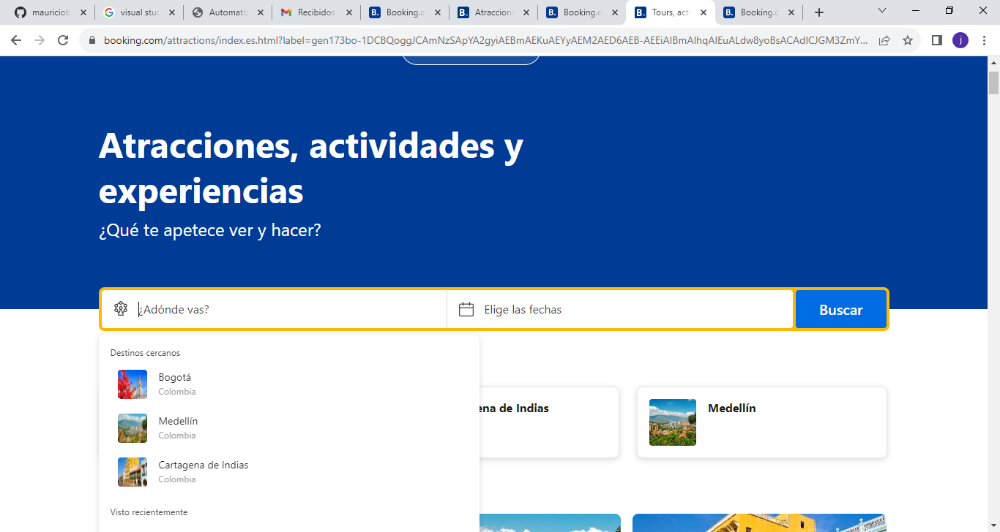 mauriciob
visual stud
Automatiz
Recibidos
Booking.c
Atraccione
Booking.c
Tours, acti
Booking.c
booking.com/attractions/index.es.html?label=gen173bo-1DCBQoggJCAmNzSApYA2gyiAEBmAEKuAEYyAEM2AED6AEB-AEEiAIBmAIhqAIEuALdw8yoBsACAdICJGM3ZmY...
j
Atracciones, actividades y
experiencias
¿Qué te apetece ver y hacer?
¿Adónde vas?
Elige las fechas
Buscar
Destinos cercanos
Bogotá
Colombia
Medellín
Colombia
Cartagena de Indias
Colombia
Visto recientemente
ena de Indias
Medellín